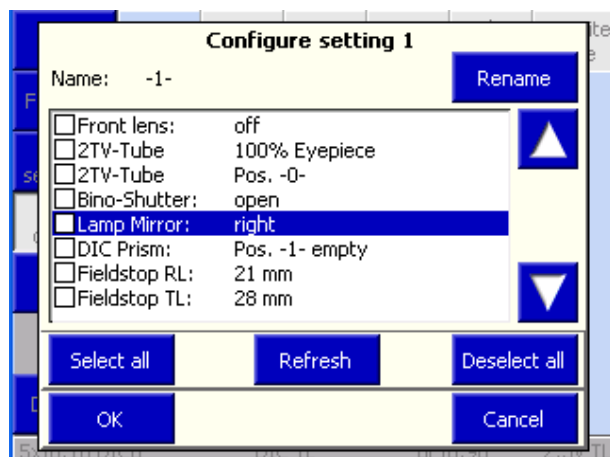 Configure setting 1
Name: -1-
Rename
Front lens: off
2TV-Tube 100% Eyepiece
2TV-Tube Pos. -0-
Bino-Shutter: open
Lamp Mirror: right
DIC Prism: Pos. -1- empty
Fieldstop RL: 21 mm
Fieldstop TL: 28 mm
Select all Refresh Deselect all
OK Cancel